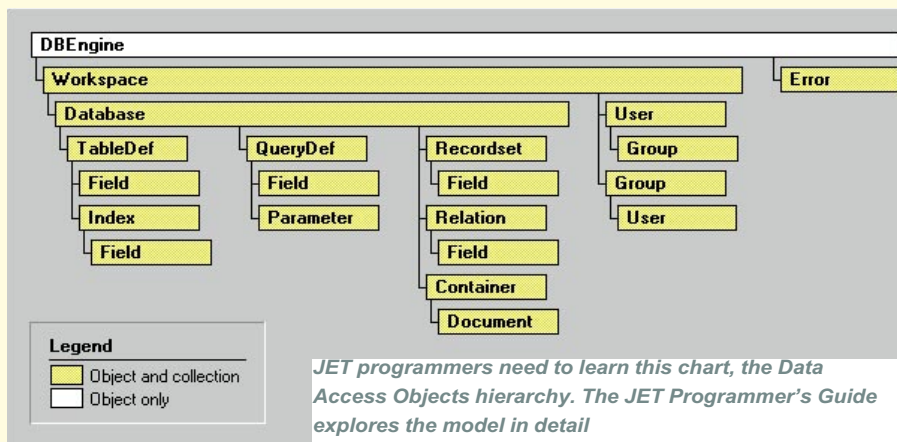 DBEngine
Workspace
Error
Database
User
TableDef
QueryDef
Recordset
Group
Field
Field
Field
Group
Index
Parameter
Relation
User
Field
Field
Container
Document
Legend
Object and collection
Object only
JET programmers need to learn this chart, the Data
Access Objects hierarchy. The JET Programmer's Guide
explores the model in detail